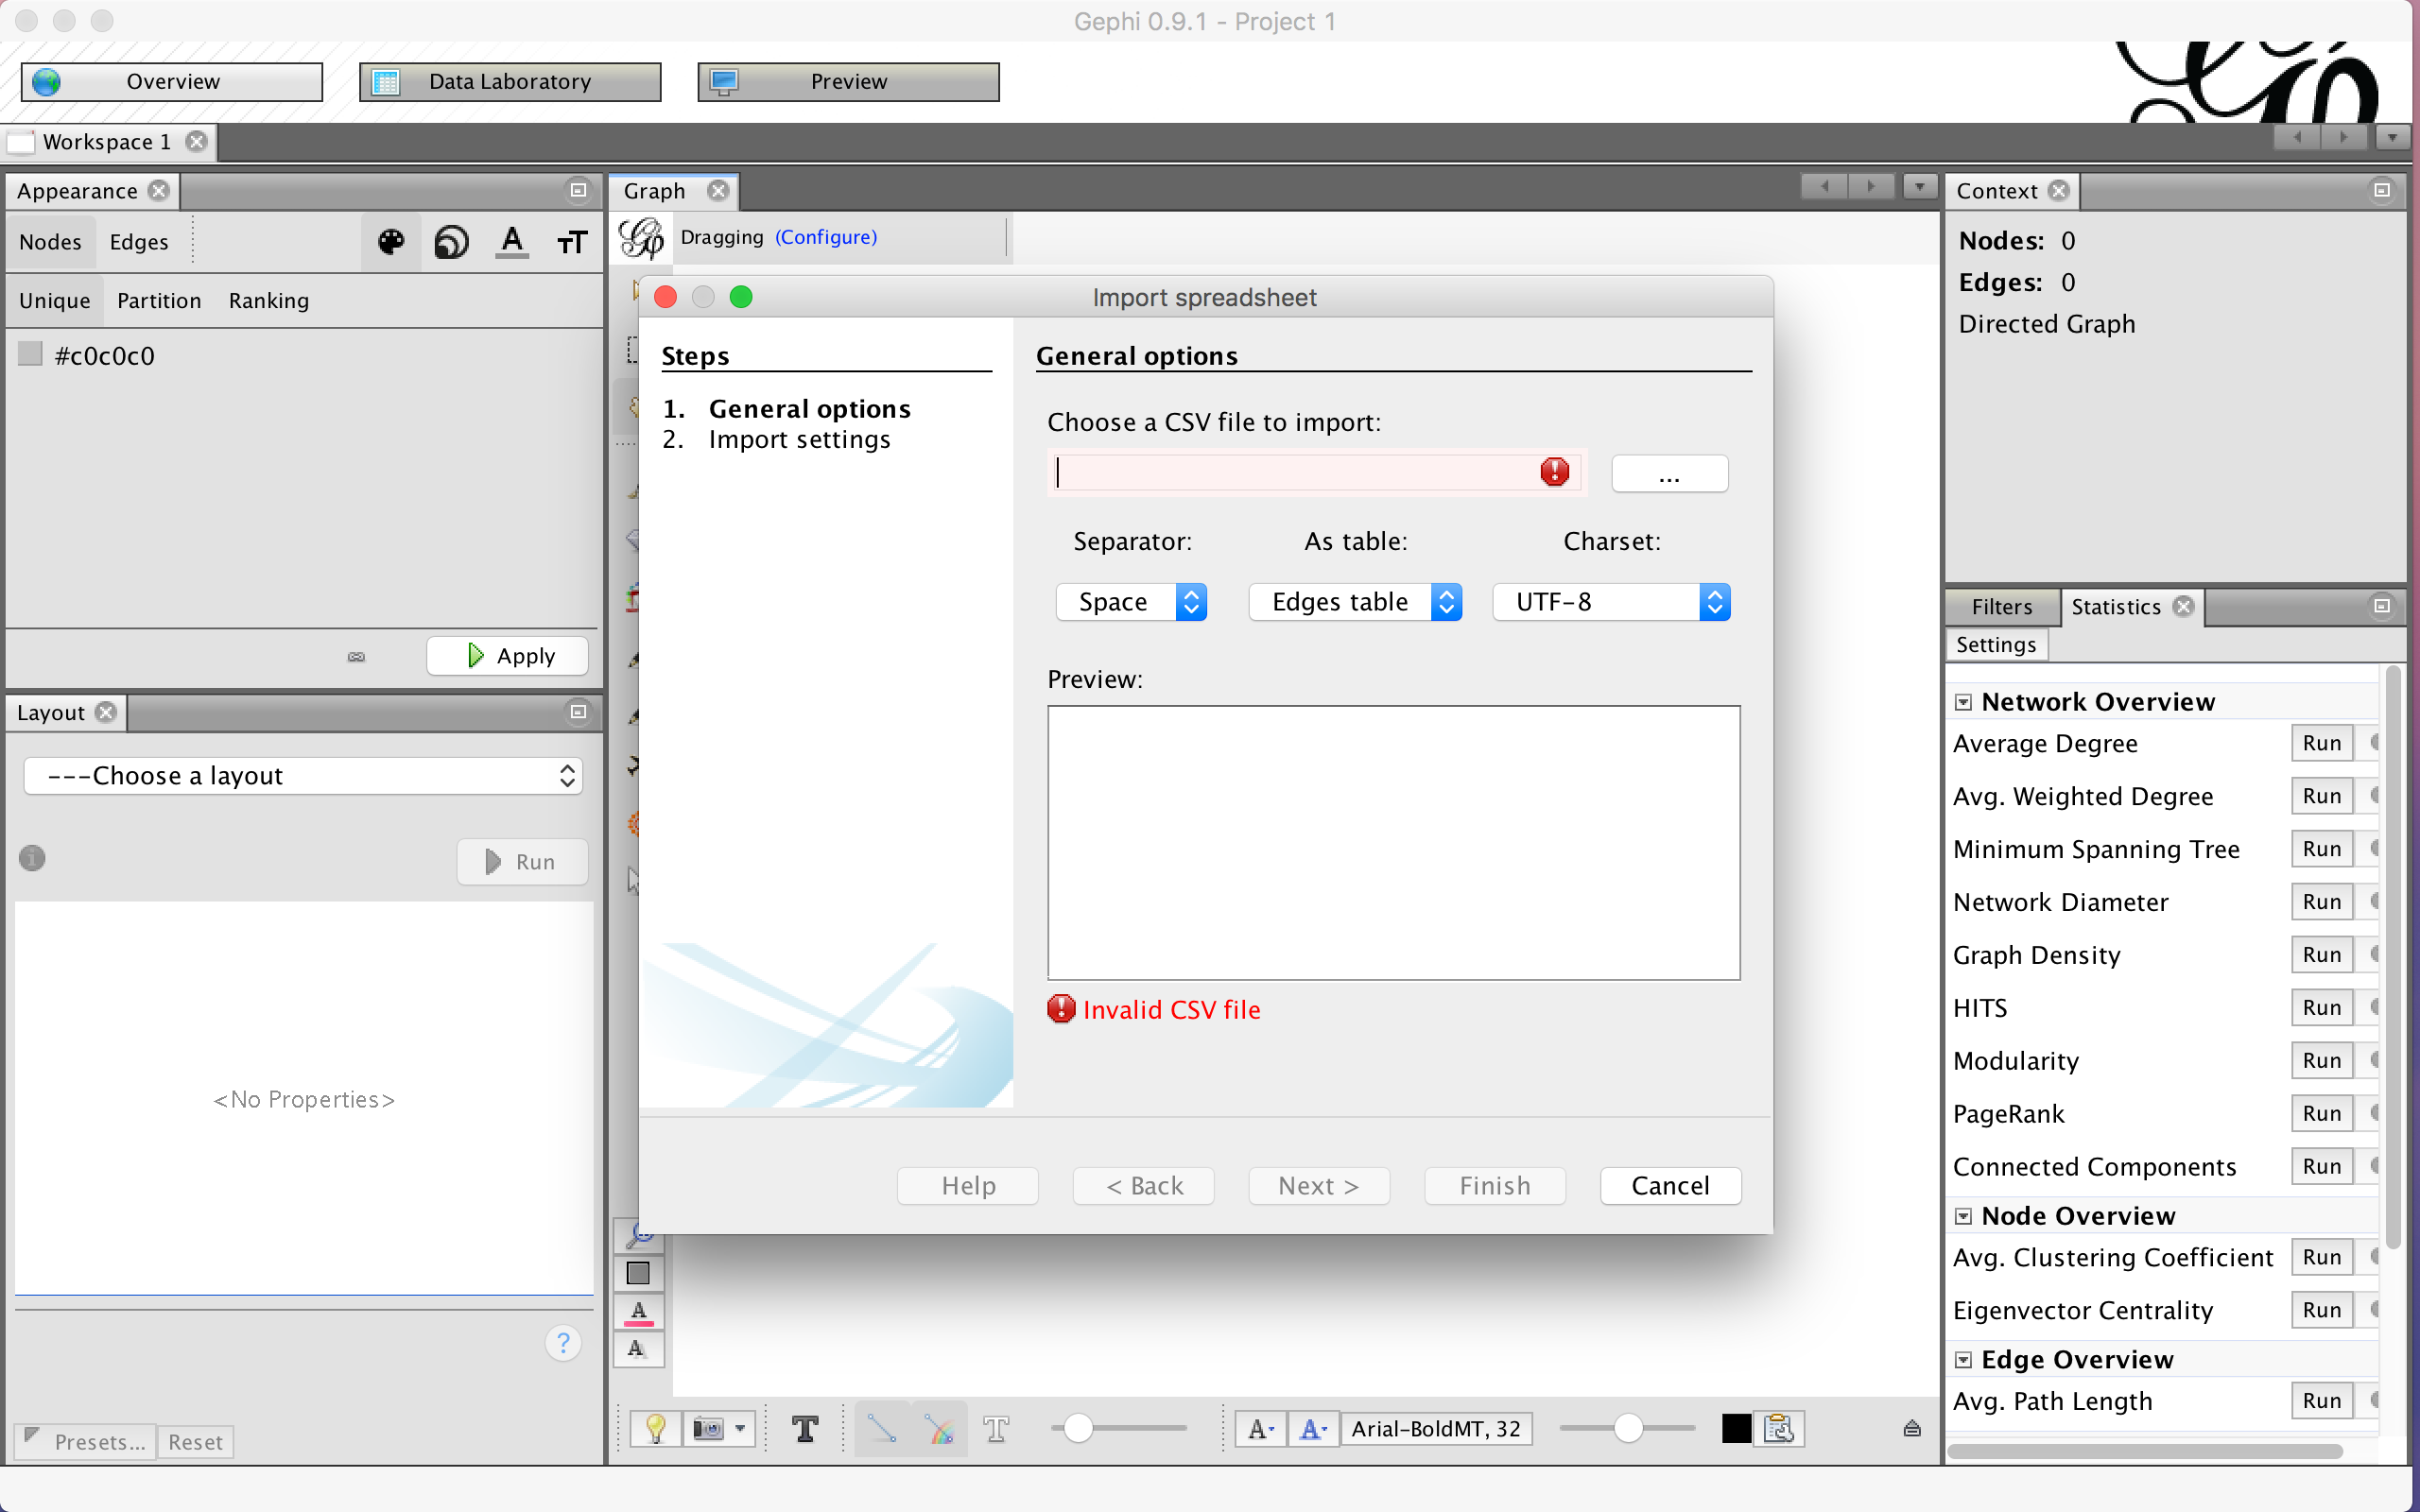 Gephi 0.9.1 - Project 1
Overview
Data Laboratory
Preview
Workspace 1
Appearance
Nodes
Edges
Unique
Partition
Ranking
#c0c0c0
Apply
Layout
---Choose a layout
Run
<No Properties>
?
Presets...
Reset
Graph
Dragging (Configure)
Import spreadsheet
Steps
1. General options
2. Import settings
General options
Choose a CSV file to import:
...
Separator:
As table:
Charset:
Space
Edges table
UTF-8
Preview:
Invalid CSV file
Help
< Back
Next >
Finish
Cancel
Arial-BoldMT, 32
Context
Nodes: 0
Edges: 0
Directed Graph
Filters
Statistics
Settings
Network Overview
Average Degree Run
Avg. Weighted Degree Run
Minimum Spanning Tree Run
Network Diameter Run
Graph Density Run
HITS Run
Modularity Run
PageRank Run
Connected Components Run
Node Overview
Avg. Clustering Coefficient Run
Eigenvector Centrality Run
Edge Overview
Avg. Path Length Run